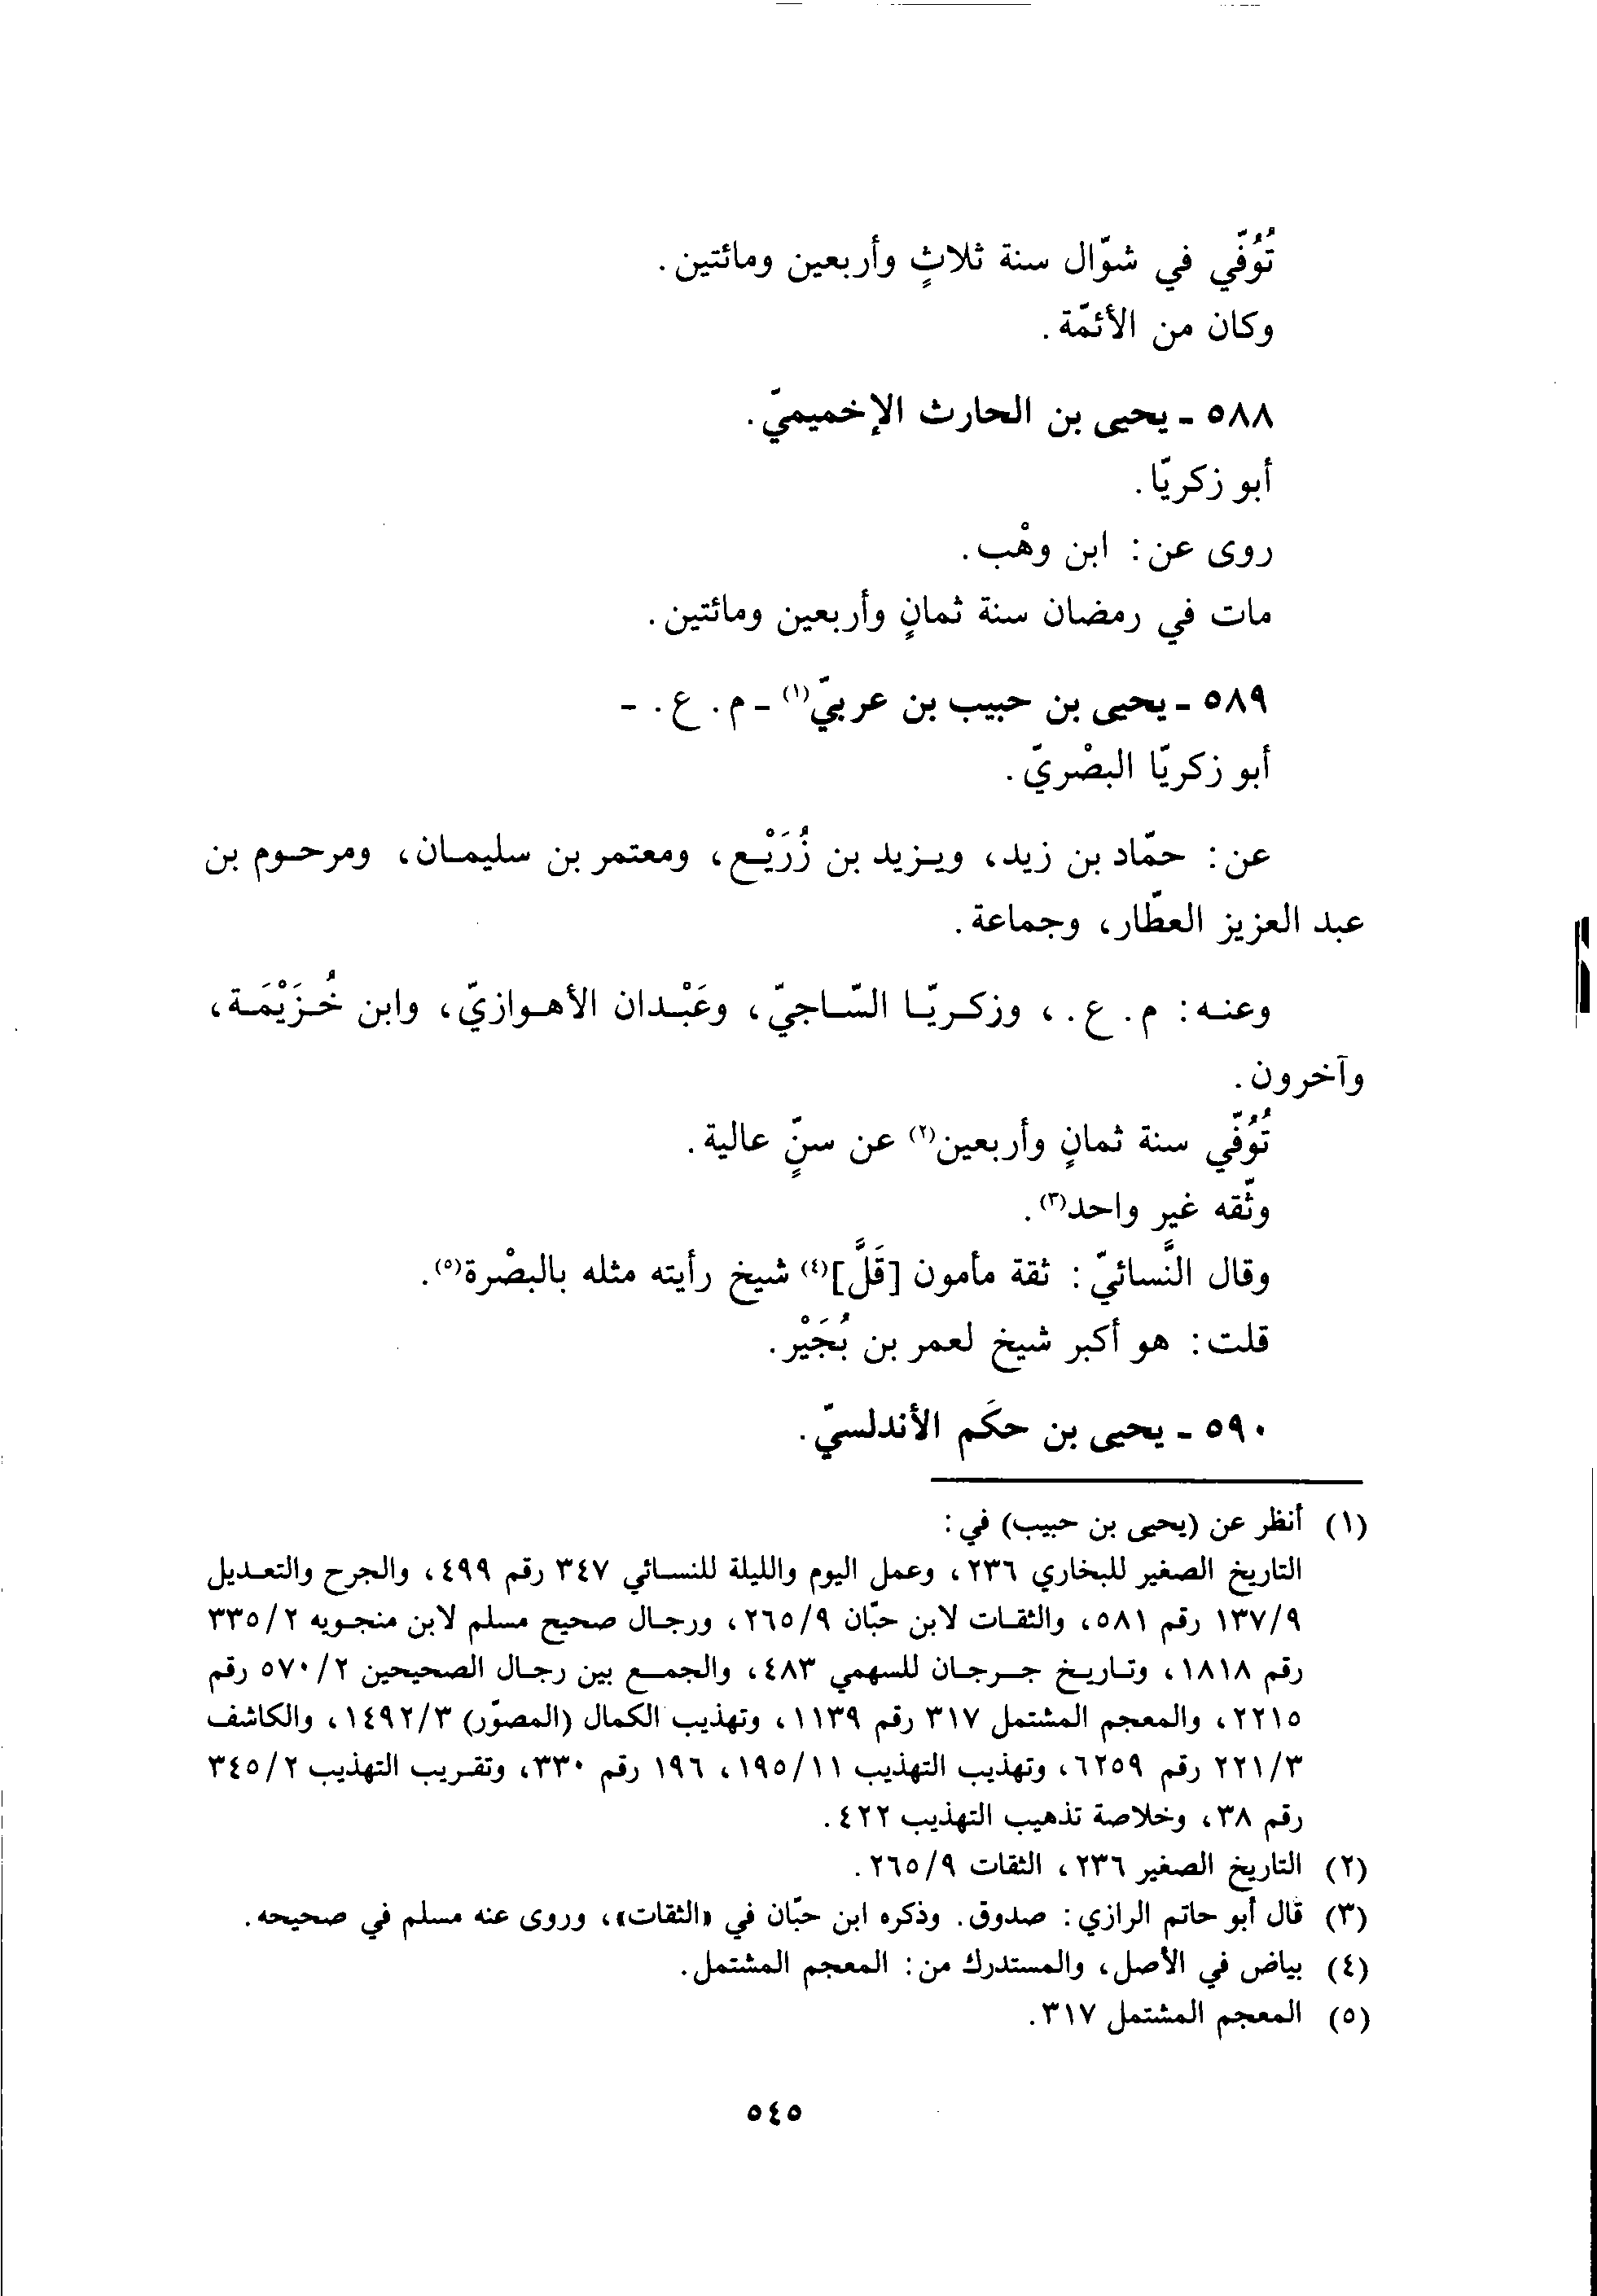 تُوُفّي في شوّال سنة ثلاثٍ وأربعين ومائتين.
وكان من الأئمّة.
٥٨٨ - يحيى بن الحارث الإخميميّ.
أبو زكريّا.
روى عن: ابن وهْب.
مات في رمضان سنة ثمانٍ وأربعين ومائتين.
٥٨٩ - يحيى بن حبيب بن عربيّ(١) - م. ع. -
أبو زكريّا البصْريّ.
عن: حمّاد بن زيد، ويزيد بن زُرَيْع، ومعتمر بن سليمان، ومرحوم بن
عبد العزيز العطّار، وجماعة.
وعنه: م. ع.، وزكريّا السّاجيّ، وعَبْدان الأهوازيّ، وابن خُزَيْمَة،
وآخرون.
تُوُفّي سنة ثمانٍ وأربعين(٢) عن سنٍّ عالية.
وثّقه غير واحد(٣).
وقال النَّسائيّ: ثقة مأمون [قَلَّ](٤) شيخ رأيته مثله بالبصْرة(٥).
قلت: هو أكبر شيخ لعمر بن بُجَيْر.
٥٩٠ - يحيى بن حكَم الأندلسيّ.
(١) أنظر عن (يحيى بن حبيب) في:
التاريخ الصغير للبخاري ٢٣٦، وعمل اليوم والليلة للنسائي ٣٤٧ رقم ٤٩٩، والجرح والتعديل
١٣٧/٩ رقم ٥٨١، والثقات لابن حبّان ٢٦٥/٩، ورجال صحيح مسلم لابن منجويه ٣٣٥/٢
رقم ١٨١٨، وتاريخ جرجان للسهمي ٤٨٣، والجمع بين رجال الصحيحين ٥٧٠/٢ رقم
٢٢١٥، والمعجم المشتمل ٣١٧ رقم ١١٣٩، وتهذيب الكمال (المصوّر) ١٤٩٢/٣، والكاشف
٢٢١/٣ رقم ٦٢٥٩، وتهذيب التهذيب ١٩٥/١١، ١٩٦ رقم ٣٣٠، وتقريب التهذيب ٣٤٥/٢
رقم ٣٨، وخلاصة تذهيب التهذيب ٤٢٢.
(٢) التاريخ الصغير ٢٣٦، الثقات ٢٦٥/٩.
(٣) قال أبو حاتم الرازي: صدوق. وذكره ابن حبّان في «الثقات»، وروى عنه مسلم في صحيحه.
(٤) بياض في الأصل، والمستدرك من: المعجم المشتمل.
(٥) المعجم المشتمل ٣١٧.
٥٤٥